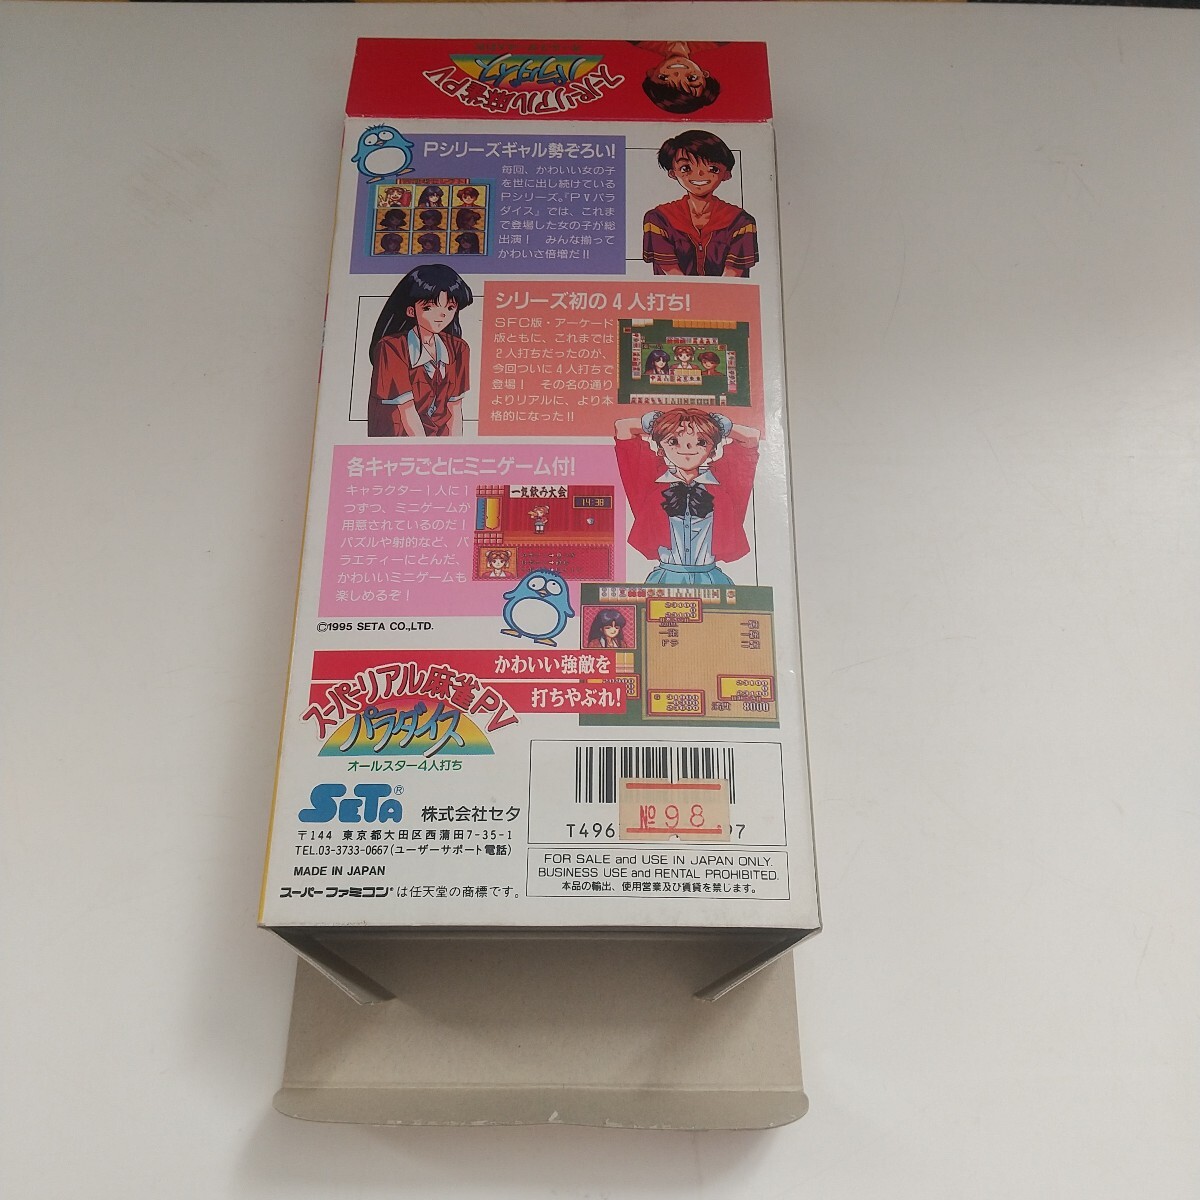 スーパーリアル麻雀PV
パラダイス
Pシリーズギャル勢ぞろい!
毎回、かわいい女の子
を世に出し続けている
Pシリーズ。『PVパラ
ダイス』では、これま
で登場した女の子が総
出演! みんな揃って
かわいさ倍増だ!!
シリーズ初の4人打ち!
SFC版・アーケード
版ともに、これまでは
2人打ちだったのが、
今回ついに4人打ちで
登場! その名の通り
よりリアルに、より本
格的になった!!
各キャラごとにミニゲーム付!
キャラクター1人に1
つずつ、ミニゲームが
用意されているのだ!
パズルや射的など、バ
ラエティーにとんだ、
かわいいミニゲームも
楽しめるぞ!
一気飲み大会
14:38
©1995 SETA CO.,LTD.
かわいい強敵を
打ちやぶれ!
スーパーリアル麻雀PV
パラダイス
オールスター4人打ち
ドラ
8000
SETA®
株式会社セタ
〒144 東京都大田区西蒲田7-35-1
TEL.03-3733-0667(ユーザーサポート電話)
MADE IN JAPAN
スーパーファミコン®は任天堂の商標です。
T496
97
№98
FOR SALE and USE IN JAPAN ONLY.
BUSINESS USE and RENTAL PROHIBITED.
本品の輸出、使用営業及び賃貸を禁じます。